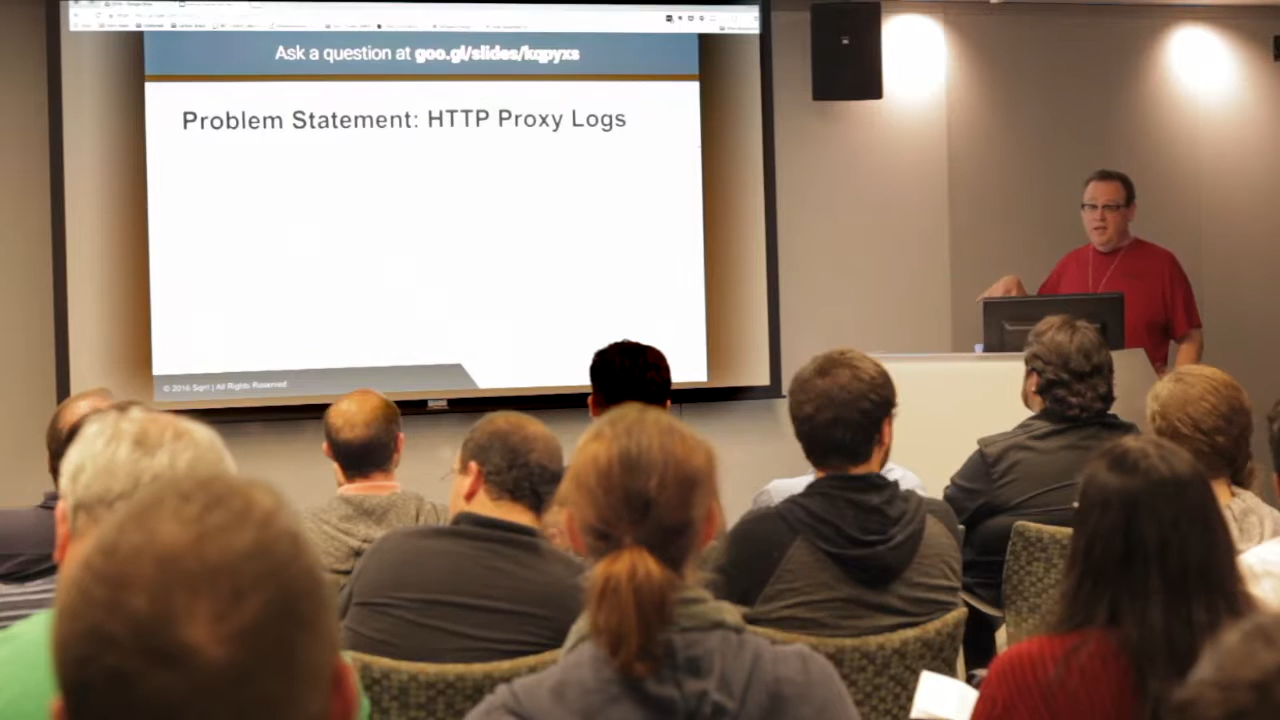 Ask a question at goo.gl/slides/kqpyxs
Problem Statement: HTTP Proxy Logs
© 2016 Sqrrl | All Rights Reserved